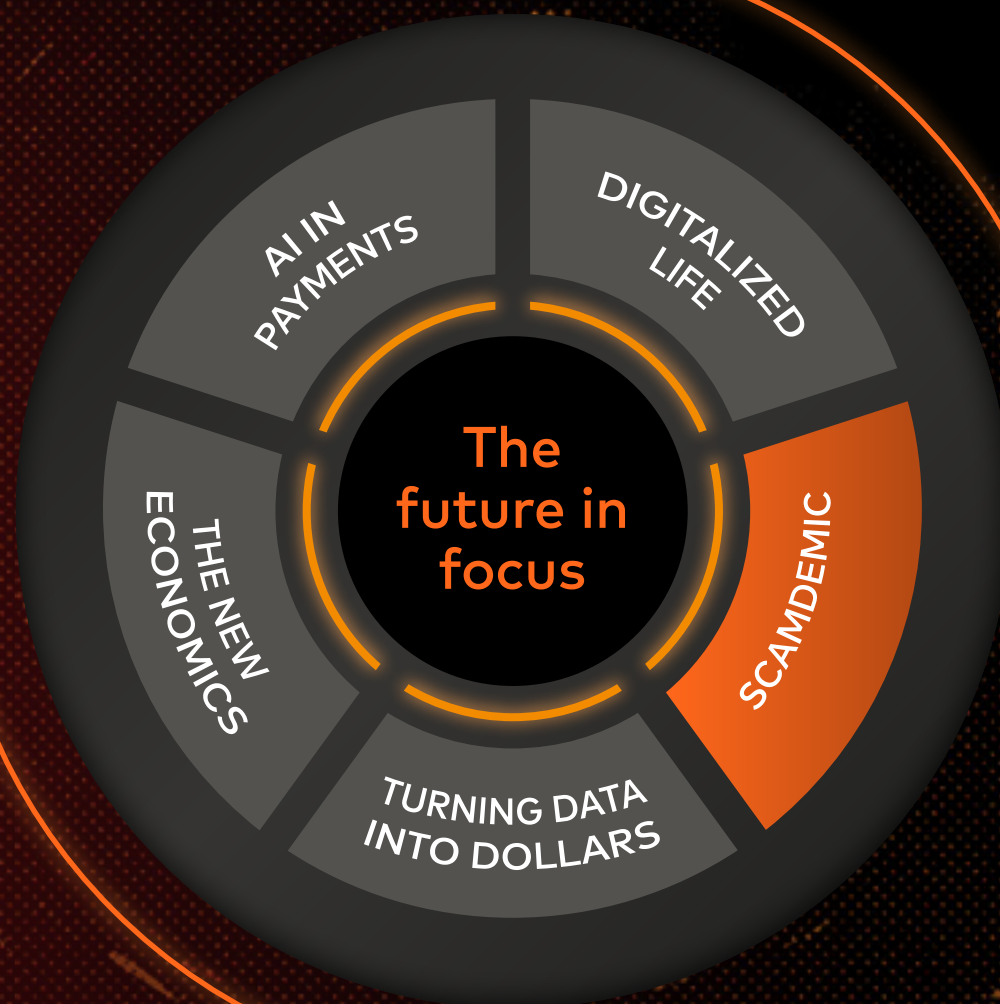 The
future in
focus
AI IN
PAYMENTS
DIGITALIZED
LIFE
SCAMDEMIC
TURNING DATA
INTO DOLLARS
THE NEW
ECONOMICS